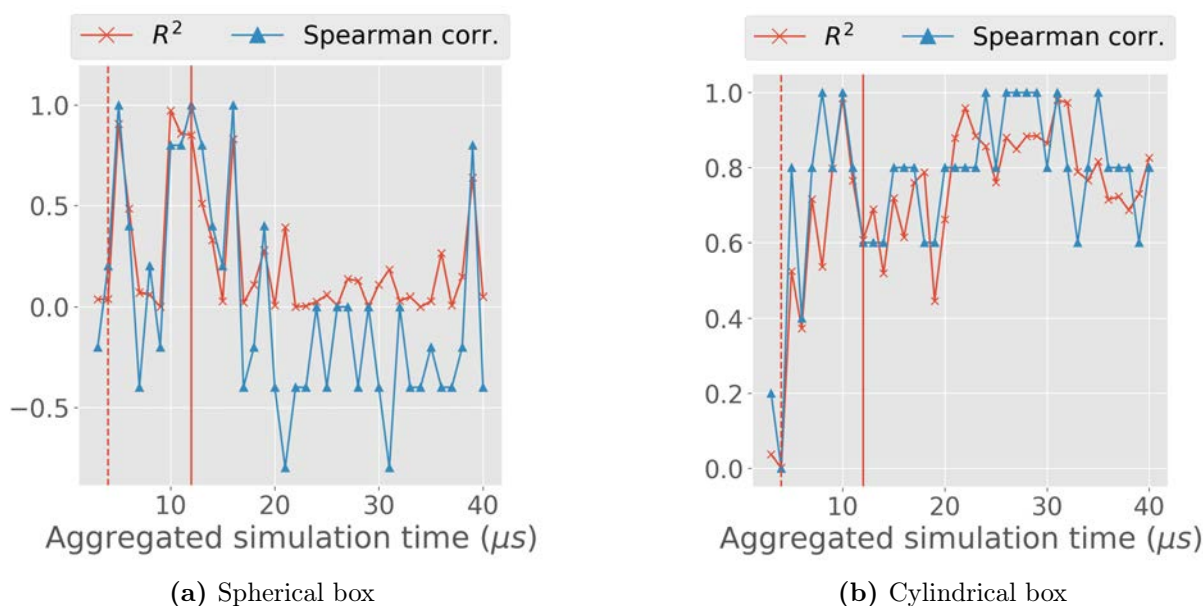 R² Spearman corr.
1.0
0.5
0.0
−0.5
10 20 30 40
Aggregated simulation time (μs)
(a) Spherical box
R² Spearman corr.
1.0
0.8
0.6
0.4
0.2
0.0
10 20 30 40
Aggregated simulation time (μs)
(b) Cylindrical box